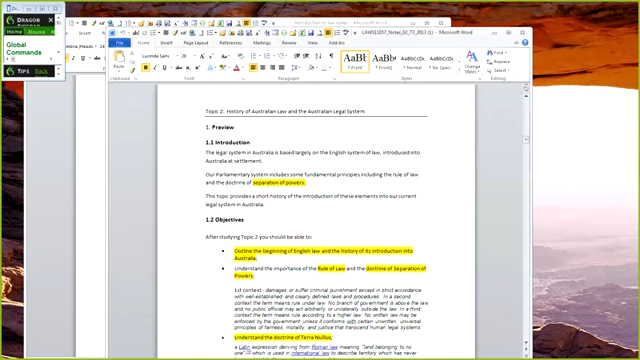 DRAGON
Home
Global
Commands
TIPS Back
LAWS11057_Notes_02_T3_2013 (1) - Microsoft Word
File Home Insert Page Layout References Mailings Review View Add-Ins
Lucinda Sans 20
Find
Replace
Paste
AaBb AaBb AaBbCcDc AaBbCcDc
Clipboard Font Paragraph Styles Editing
Topic 2: History of Australian Law and the Australian Legal System
1. Preview
1.1 Introduction
The legal system in Australia is based largely on the English system of law, introduced into
Australia at settlement.
Our Parliamentary system includes some fundamental principles including the rule of law
and the doctrine of separation of powers.
This topic provides a short history of the introduction of these elements into our current
legal system in Australia.
1.2 Objectives
After studying Topic 2 you should be able to:
• Outline the beginning of English law and the history of its introduction into
Australia;
• Understand the importance of the Rule of Law and the doctrine of Separation of
Powers;
1st context - damages or suffer criminal punishment except in strict accordance
with well-established and clearly defined laws and procedures. In a second
context the term means rule under law. No branch of government is above the law,
and no public official may act arbitrarily or unilaterally outside the law. In a third
context the term means rule according to a higher law. No written law may be
enforced by the government unless it conforms with certain unwritten, universal
principles of fairness, morality, and justice that transcend human legal systems.
• Understand the doctrine of Terra Nullius;
a Latin expression deriving from Roman law meaning "land belonging to no
one", which is used in international law to describe territory which has never